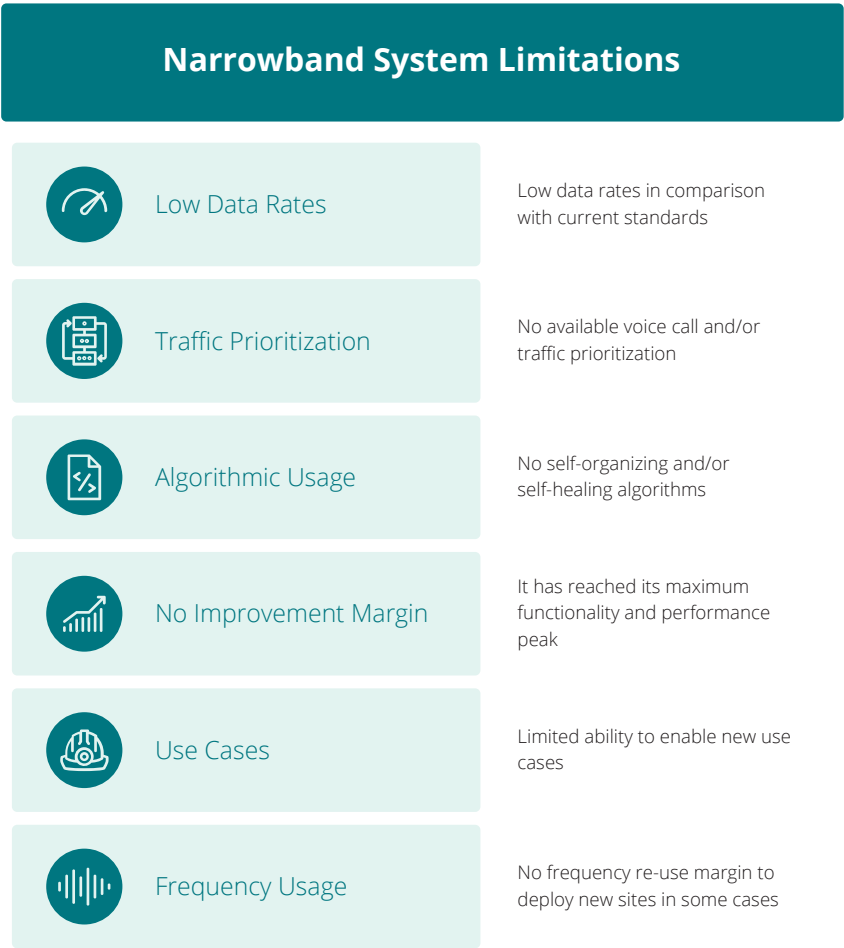 Narrowband System Limitations
Low Data Rates
Low data rates in comparison
with current standards
Traffic Prioritization
No available voice call and/or
traffic prioritization
Algorithmic Usage
No self-organizing and/or
self-healing algorithms
No Improvement Margin
It has reached its maximum
functionality and performance
peak
Use Cases
Limited ability to enable new use
cases
Frequency Usage
No frequency re-use margin to
deploy new sites in some cases